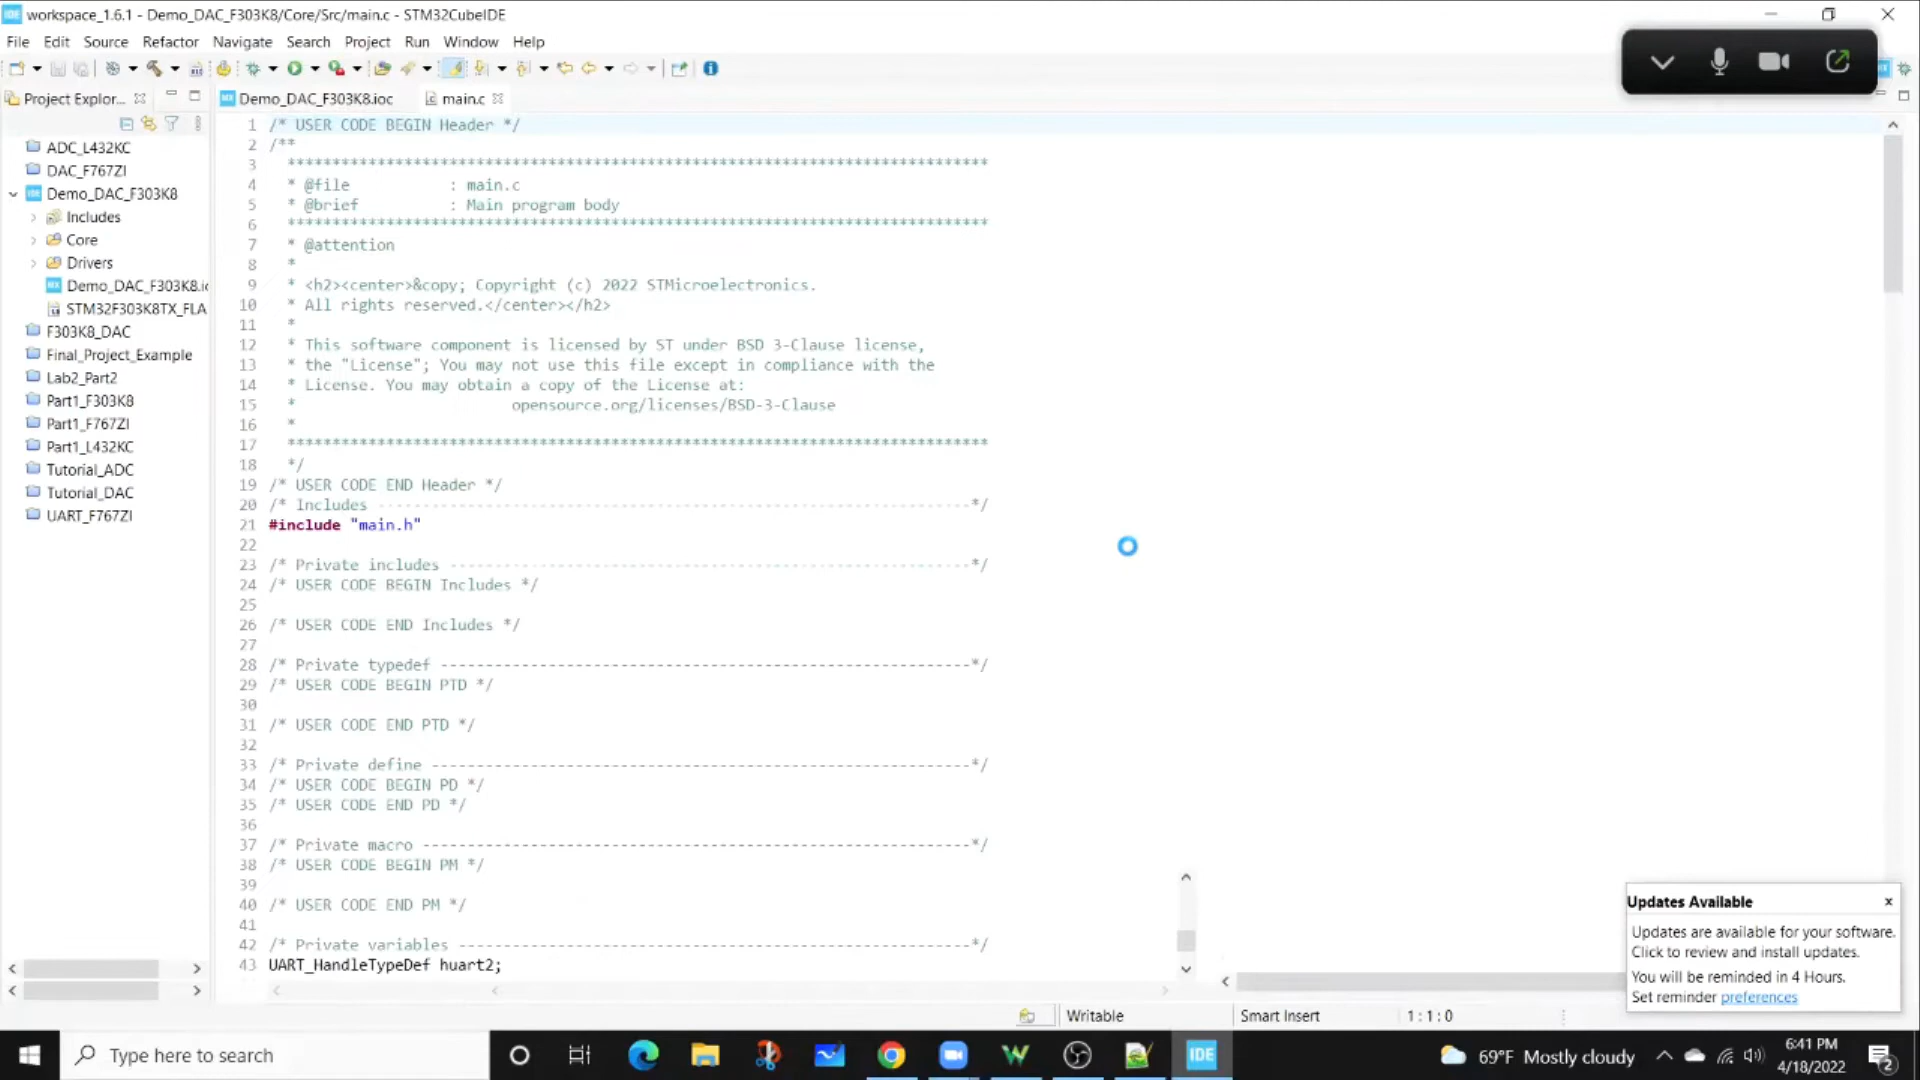 IDE workspace_1.6.1 - Demo_DAC_F303K8/Core/Src/main.c - STM32CubeIDE
File Edit Source Refactor Navigate Search Project Run Window Help
Project Explor...
MX Demo_DAC_F303K8.ioc
main.c
ADC_L432KC
DAC_F767ZI
Demo_DAC_F303K8
Includes
Core
Drivers
Demo_DAC_F303K8.io
STM32F303K8TX_FLA
F303K8_DAC
Final_Project_Example
Lab2_Part2
Part1_F303K8
Part1_F767ZI
Part1_L432KC
Tutorial_ADC
Tutorial_DAC
UART_F767ZI
1 /* USER CODE BEGIN Header */
2 /**
3 ******************************************************************************
4 * @file : main.c
5 * @brief : Main program body
6 ******************************************************************************
7 * @attention
8 *
9 * <h2><center>&copy; Copyright (c) 2022 STMicroelectronics.
10 * All rights reserved.</center></h2>
11 *
12 * This software component is licensed by ST under BSD 3-Clause license,
13 * the "License"; You may not use this file except in compliance with the
14 * License. You may obtain a copy of the License at:
15 * opensource.org/licenses/BSD-3-Clause
16 *
17 ******************************************************************************
18 */
19 /* USER CODE END Header */
20 /* Includes ------------------------------------------------------------------*/
21 #include "main.h"
22
23 /* Private includes ----------------------------------------------------------*/
24 /* USER CODE BEGIN Includes */
25
26 /* USER CODE END Includes */
27
28 /* Private typedef -----------------------------------------------------------*/
29 /* USER CODE BEGIN PTD */
30
31 /* USER CODE END PTD */
32
33 /* Private define ------------------------------------------------------------*/
34 /* USER CODE BEGIN PD */
35 /* USER CODE END PD */
36
37 /* Private macro -------------------------------------------------------------*/
38 /* USER CODE BEGIN PM */
39
40 /* USER CODE END PM */
41
42 /* Private variables ---------------------------------------------------------*/
43 UART_HandleTypeDef huart2;
Updates Available x
Updates are available for your software.
Click to review and install updates.
You will be reminded in 4 Hours.
Set reminder preferences
Writable Smart Insert 1 : 1 : 0
Type here to search
IDE
69°F Mostly cloudy
6:41 PM
4/18/2022
2